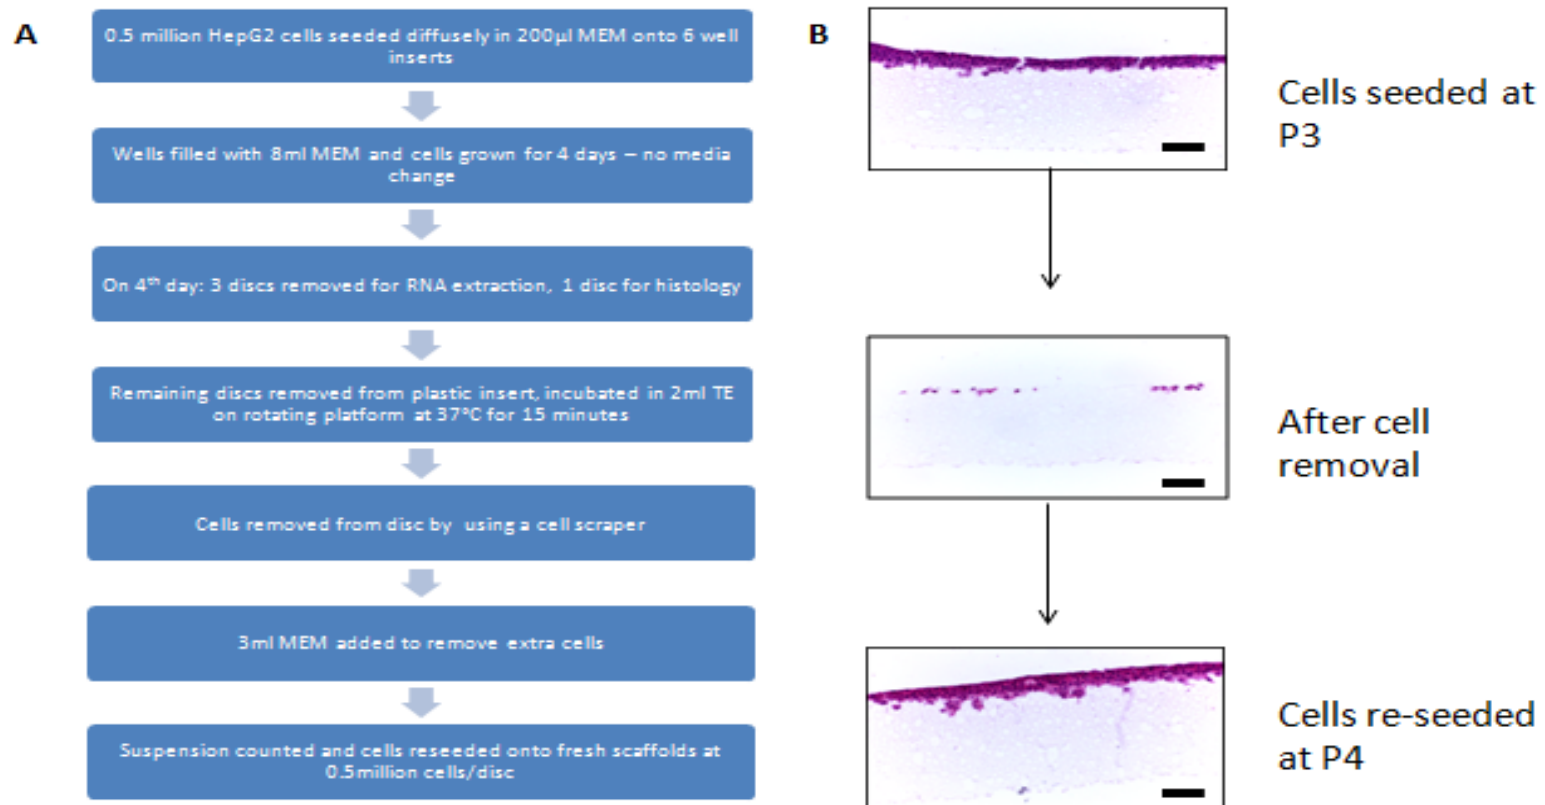 A
0.5 million HepG2 cells seeded diffusely in 200µl MEM onto 6 well
inserts
Wells filled with 8ml MEM and cells grown for 4 days – no media
change
On 4th day: 3 discs removed for RNA extraction, 1 disc for histology
Remaining discs removed from plastic insert, incubated in 2ml TE
on rotating platform at 37°C for 15 minutes
Cells removed from disc by using a cell scraper
3ml MEM added to remove extra cells
Suspension counted and cells reseeded onto fresh scaffolds at
0.5million cells/disc
B
Cells seeded at
P3
After cell
removal
Cells re-seeded
at P4